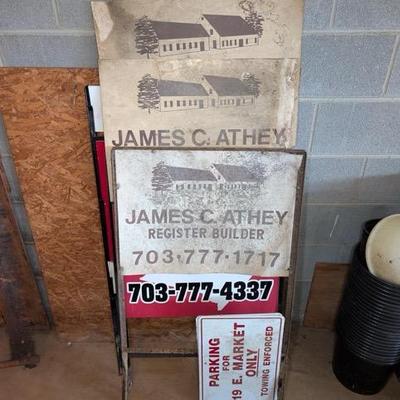 JAMES C. ATHEY
JAMES C. ATHEY
REGISTER BUILDER
703-777-1717
703-777-4337
PARKING
FOR
19 E. MARKET
ONLY
TOWING ENFORCED